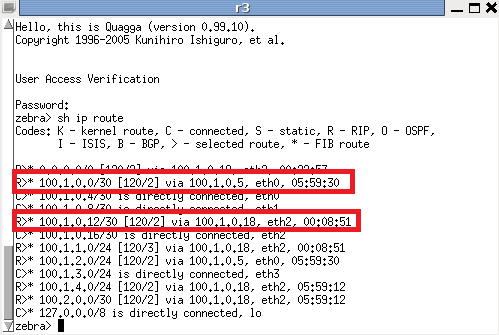 r3
Hello, this is Quagga (version 0.99.10).
Copyright 1996-2005 Kunihiro Ishiguro, et al.
User Access Verification
Password:
zebra> sh ip route
Codes: K - kernel route, C - connected, S - static, R - RIP, O - OSPF,
I - ISIS, B - BGP, > - selected route, * - FIB route
R>* 0.0.0.0/0 [120/2] via 100.1.0.18, eth2, 00:22:57
R>* 100.1.0.0/30 [120/2] via 100.1.0.5, eth0, 05:59:30
C>* 100.1.0.4/30 is directly connected, eth0
C>* 100.1.0.8/30 is directly connected, eth1
R>* 100.1.0.12/30 [120/2] via 100.1.0.18, eth2, 00:08:51
C>* 100.1.0.16/30 is directly connected, eth2
R>* 100.1.1.0/24 [120/3] via 100.1.0.18, eth2, 00:08:51
R>* 100.1.2.0/24 [120/2] via 100.1.0.5, eth0, 05:59:30
C>* 100.1.3.0/24 is directly connected, eth3
R>* 100.1.4.0/24 [120/2] via 100.1.0.18, eth2, 05:59:12
R>* 100.2.0.0/30 [120/2] via 100.1.0.18, eth2, 05:59:12
C>* 127.0.0.0/8 is directly connected, lo
zebra>